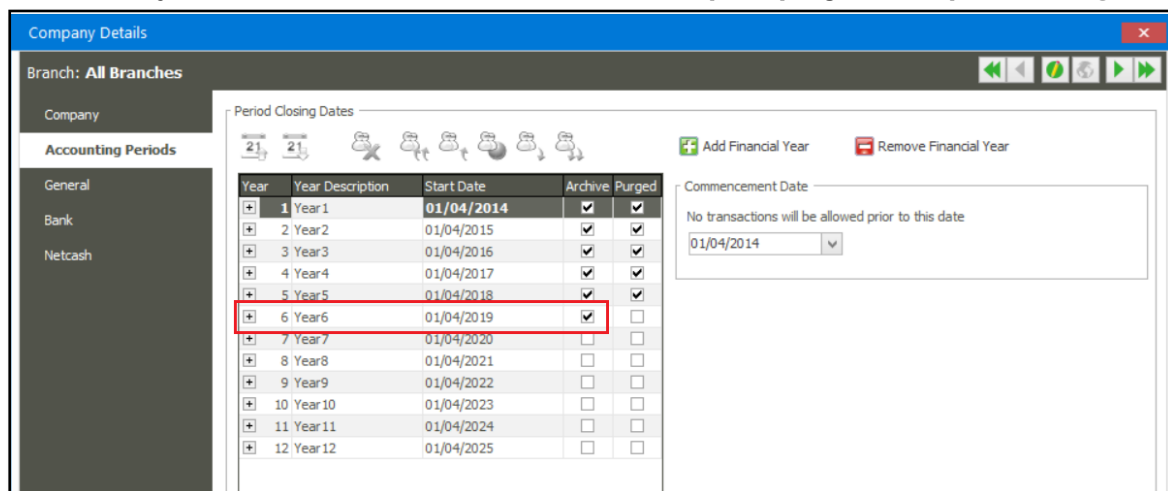 Company Details
Branch: All Branches
Company
Accounting Periods
General
Bank
Netcash
Period Closing Dates
21 21
Add Financial Year Remove Financial Year
Year Year Description Start Date Archive Purged
1 Year1 01/04/2014
2 Year2 01/04/2015
3 Year3 01/04/2016
4 Year4 01/04/2017
5 Year5 01/04/2018
6 Year6 01/04/2019
7 Year7 01/04/2020
8 Year8 01/04/2021
9 Year9 01/04/2022
10 Year10 01/04/2023
11 Year11 01/04/2024
12 Year12 01/04/2025
Commencement Date
No transactions will be allowed prior to this date
01/04/2014